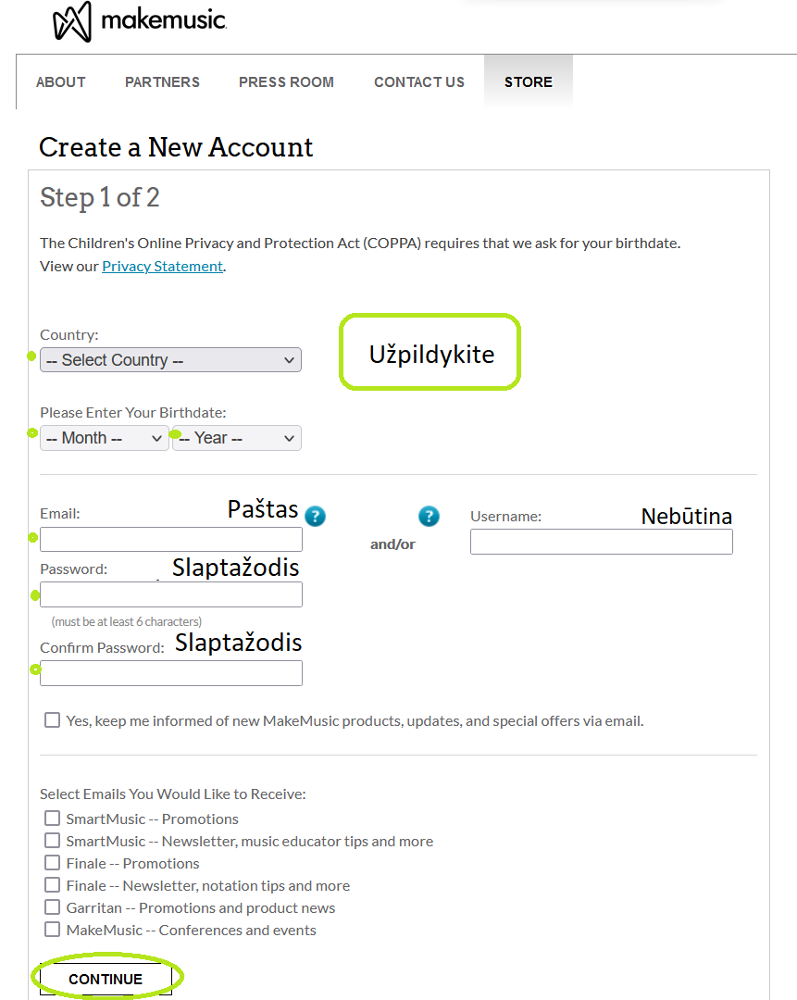 makemusic
ABOUT PARTNERS PRESS ROOM CONTACT US STORE
Create a New Account
Step 1 of 2
The Children's Online Privacy and Protection Act (COPPA) requires that we ask for your birthdate.
View our Privacy Statement.
Country:
-- Select Country --
Užpildykite
Please Enter Your Birthdate:
-- Month -- -- Year --
Email: Paštas ? ? Username: Nebūtina
and/or
Password: Slaptažodis
(must be at least 6 characters)
Confirm Password: Slaptažodis
Yes, keep me informed of new MakeMusic products, updates, and special offers via email.
Select Emails You Would Like to Receive:
SmartMusic -- Promotions
SmartMusic -- Newsletter, music educator tips and more
Finale -- Promotions
Finale -- Newsletter, notation tips and more
Garritan -- Promotions and product news
MakeMusic -- Conferences and events
CONTINUE